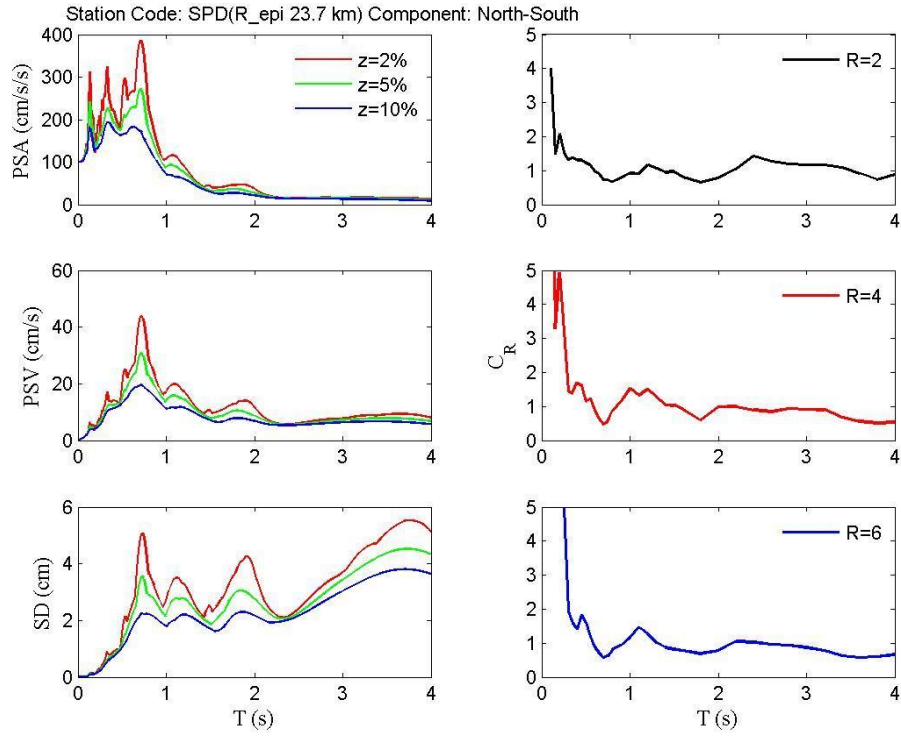 Station Code: SPD(R_epi 23.7 km) Component: North-South
PSA (cm/s/s)
400
300
200
100
0
0 1 2 3 4
z=2%
z=5%
z=10%
5
4
3
2
1
0
0 1 2 3 4
R=2
PSV (cm/s)
60
40
20
0
0 1 2 3 4
C_R
5
4
3
2
1
0
0 1 2 3 4
R=4
SD (cm)
6
4
2
0
0 1 2 3 4
T (s)
5
4
3
2
1
0
0 1 2 3 4
T (s)
R=6